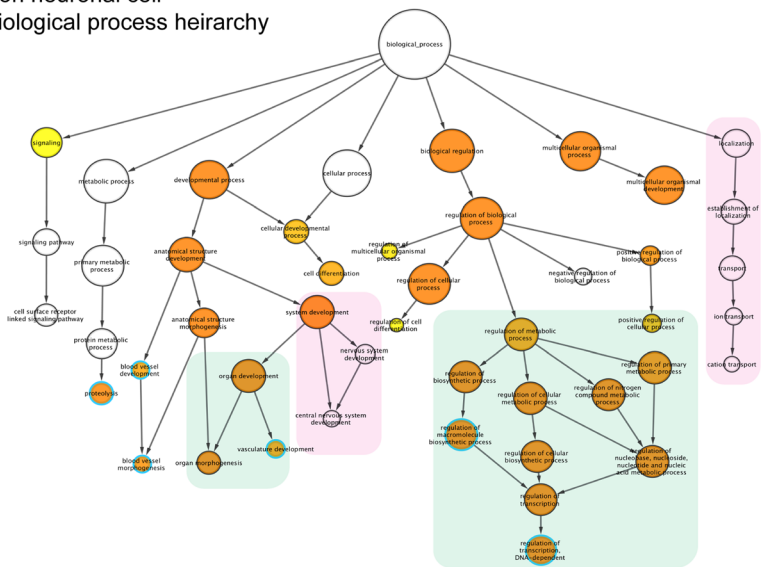 biological process heirarchy
biological_process
signaling
metabolic process
developmental process
cellular process
biological regulation
multicellular organismal
process
localization
multicellular organismal
development
signaling pathway
primary metabolic
process
anatomical structure
development
cellular developmental
process
regulation of
multicellular organismal
process
regulation of biological
process
positive regulation of
biological process
establishment of
localization
cell differentiation
regulation of cellular
process
negative regulation of
biological process
transport
cell surface receptor
linked signaling pathway
protein metabolic
process
anatomical structure
morphogenesis
system development
regulation of cell
differentiation
regulation of metabolic
process
positive regulation of
cellular process
ion transport
blood vessel
development
organ development
nervous system
development
regulation of
biosynthetic process
regulation of cellular
metabolic process
regulation of nitrogen
compound metabolic
process
regulation of primary
metabolic process
cation transport
proteolysis
central nervous system
development
regulation of
macromolecule
biosynthetic process
blood vessel
morphogenesis
organ morphogenesis
vasculature development
regulation of cellular
biosynthetic process
regulation of
nucleobase, nucleoside,
nucleotide and nucleic
acid metabolic process
regulation of
transcription
regulation of
transcription,
DNA-dependent